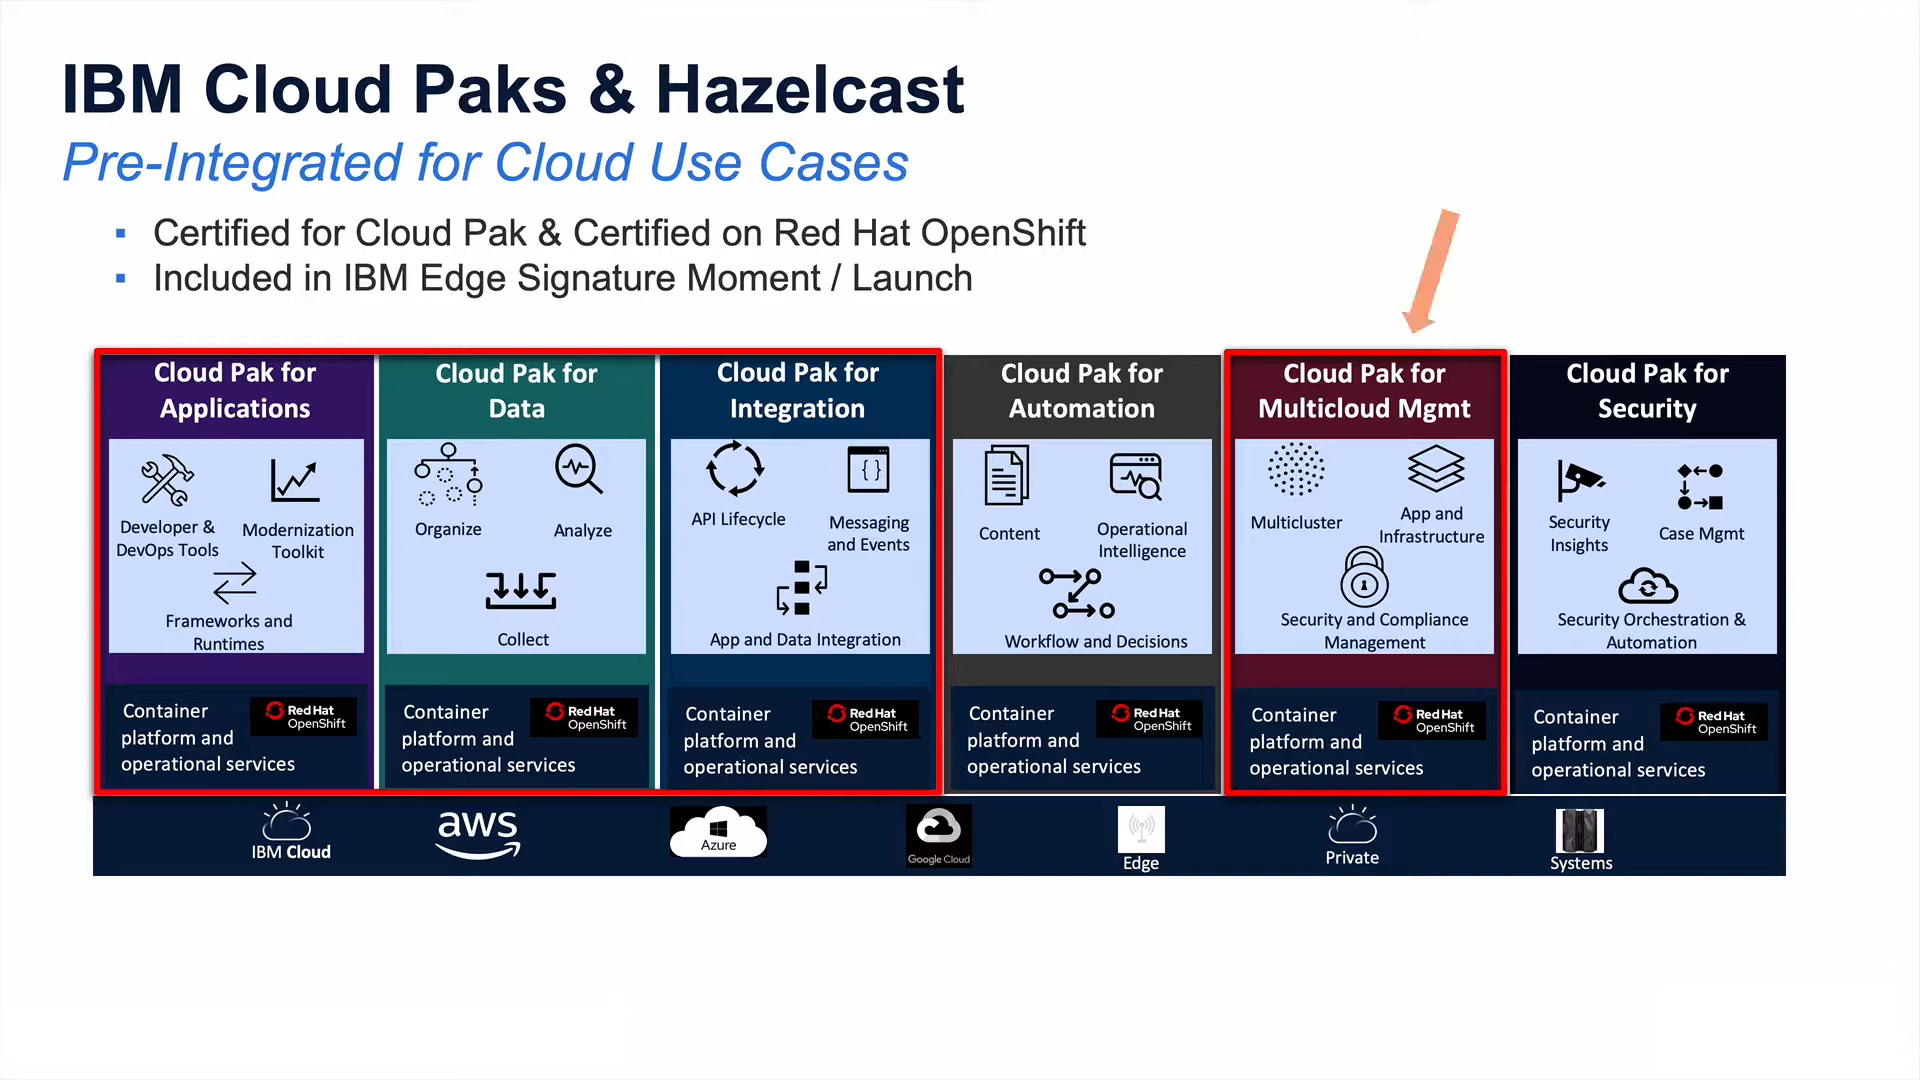 IBM Cloud Paks & Hazelcast
Pre-Integrated for Cloud Use Cases
▪ Certified for Cloud Pak & Certified on Red Hat OpenShift
▪ Included in IBM Edge Signature Moment / Launch
Cloud Pak for
Applications
Developer &
DevOps Tools
Modernization
Toolkit
Frameworks and
Runtimes
Container
platform and
operational services
Red Hat
OpenShift
Cloud Pak for
Data
Organize
Analyze
Collect
Container
platform and
operational services
Red Hat
OpenShift
Cloud Pak for
Integration
API Lifecycle
Messaging
and Events
App and Data Integration
Container
platform and
operational services
Red Hat
OpenShift
Cloud Pak for
Automation
Content
Operational
Intelligence
Workflow and Decisions
Container
platform and
operational services
Red Hat
OpenShift
Cloud Pak for
Multicloud Mgmt
Multicluster
App and
Infrastructure
Security and Compliance
Management
Container
platform and
operational services
Red Hat
OpenShift
Cloud Pak for
Security
Security
Insights
Case Mgmt
Security Orchestration &
Automation
Container
platform and
operational services
Red Hat
OpenShift
IBM Cloud
aws
Azure
Google Cloud
Edge
Private
Systems